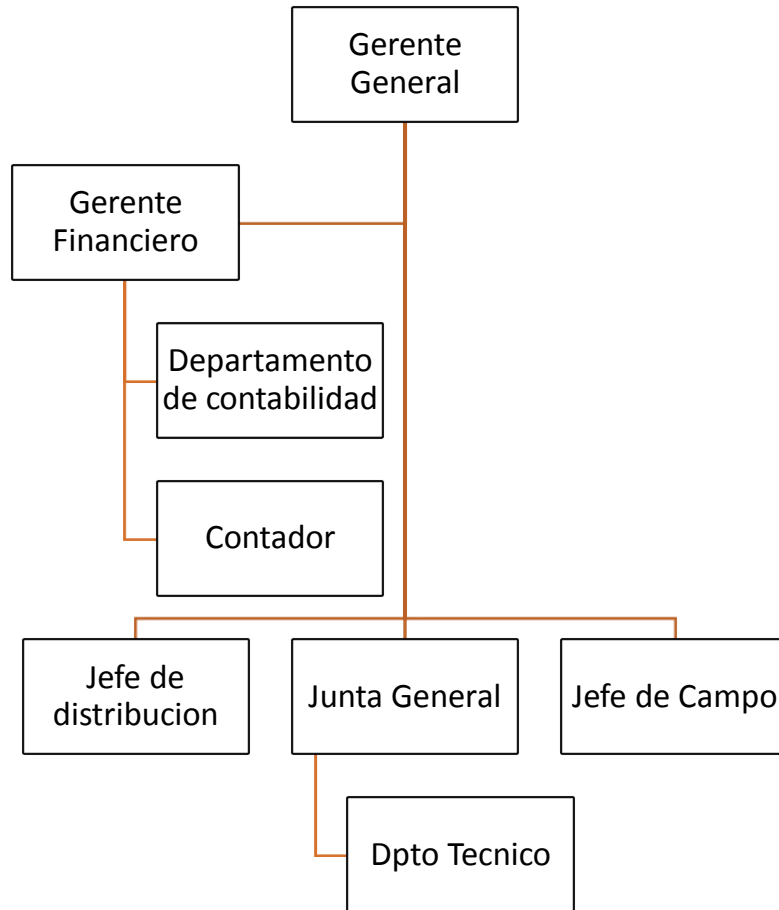 Gerente
General
Gerente
Financiero
Departamento
de contabilidad
Contador
Jefe de
distribucion
Junta General
Jefe de Campo
Dpto Tecnico